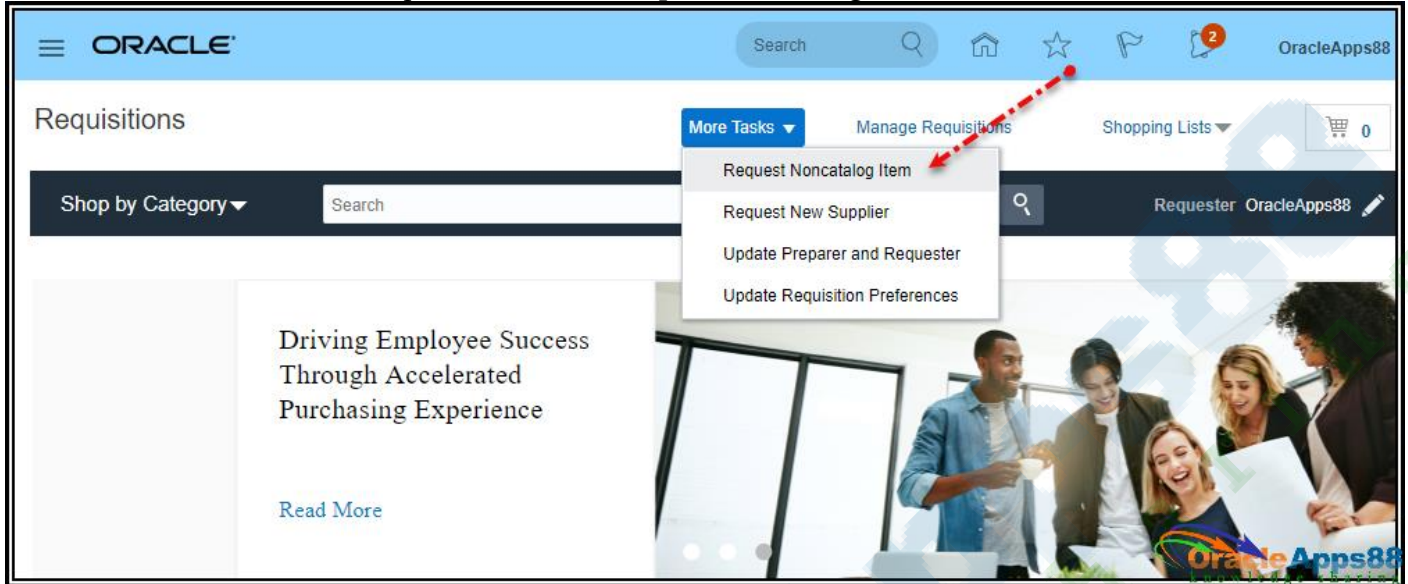 ORACLE
Search
2
OracleApps88
Requisitions
More Tasks
Manage Requisitions
Shopping Lists
0
Request Noncatalog Item
Shop by Category
Search
Requester OracleApps88
Request New Supplier
Update Preparer and Requester
Update Requisition Preferences
Driving Employee Success
Through Accelerated
Purchasing Experience
Read More
OracleApps88